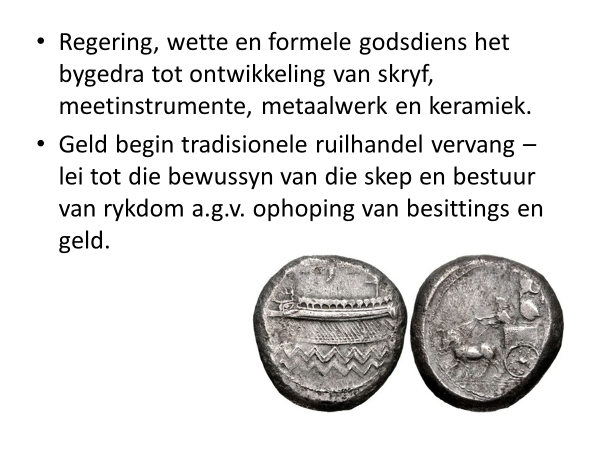 • Regering, wette en formele godsdiens het
bygedra tot ontwikkeling van skryf,
meetinstrumente, metaalwerk en keramiek.
• Geld begin tradisionele ruilhandel vervang –
lei tot die bewussyn van die skep en bestuur
van rykdom a.g.v. ophoping van besittings en
geld.